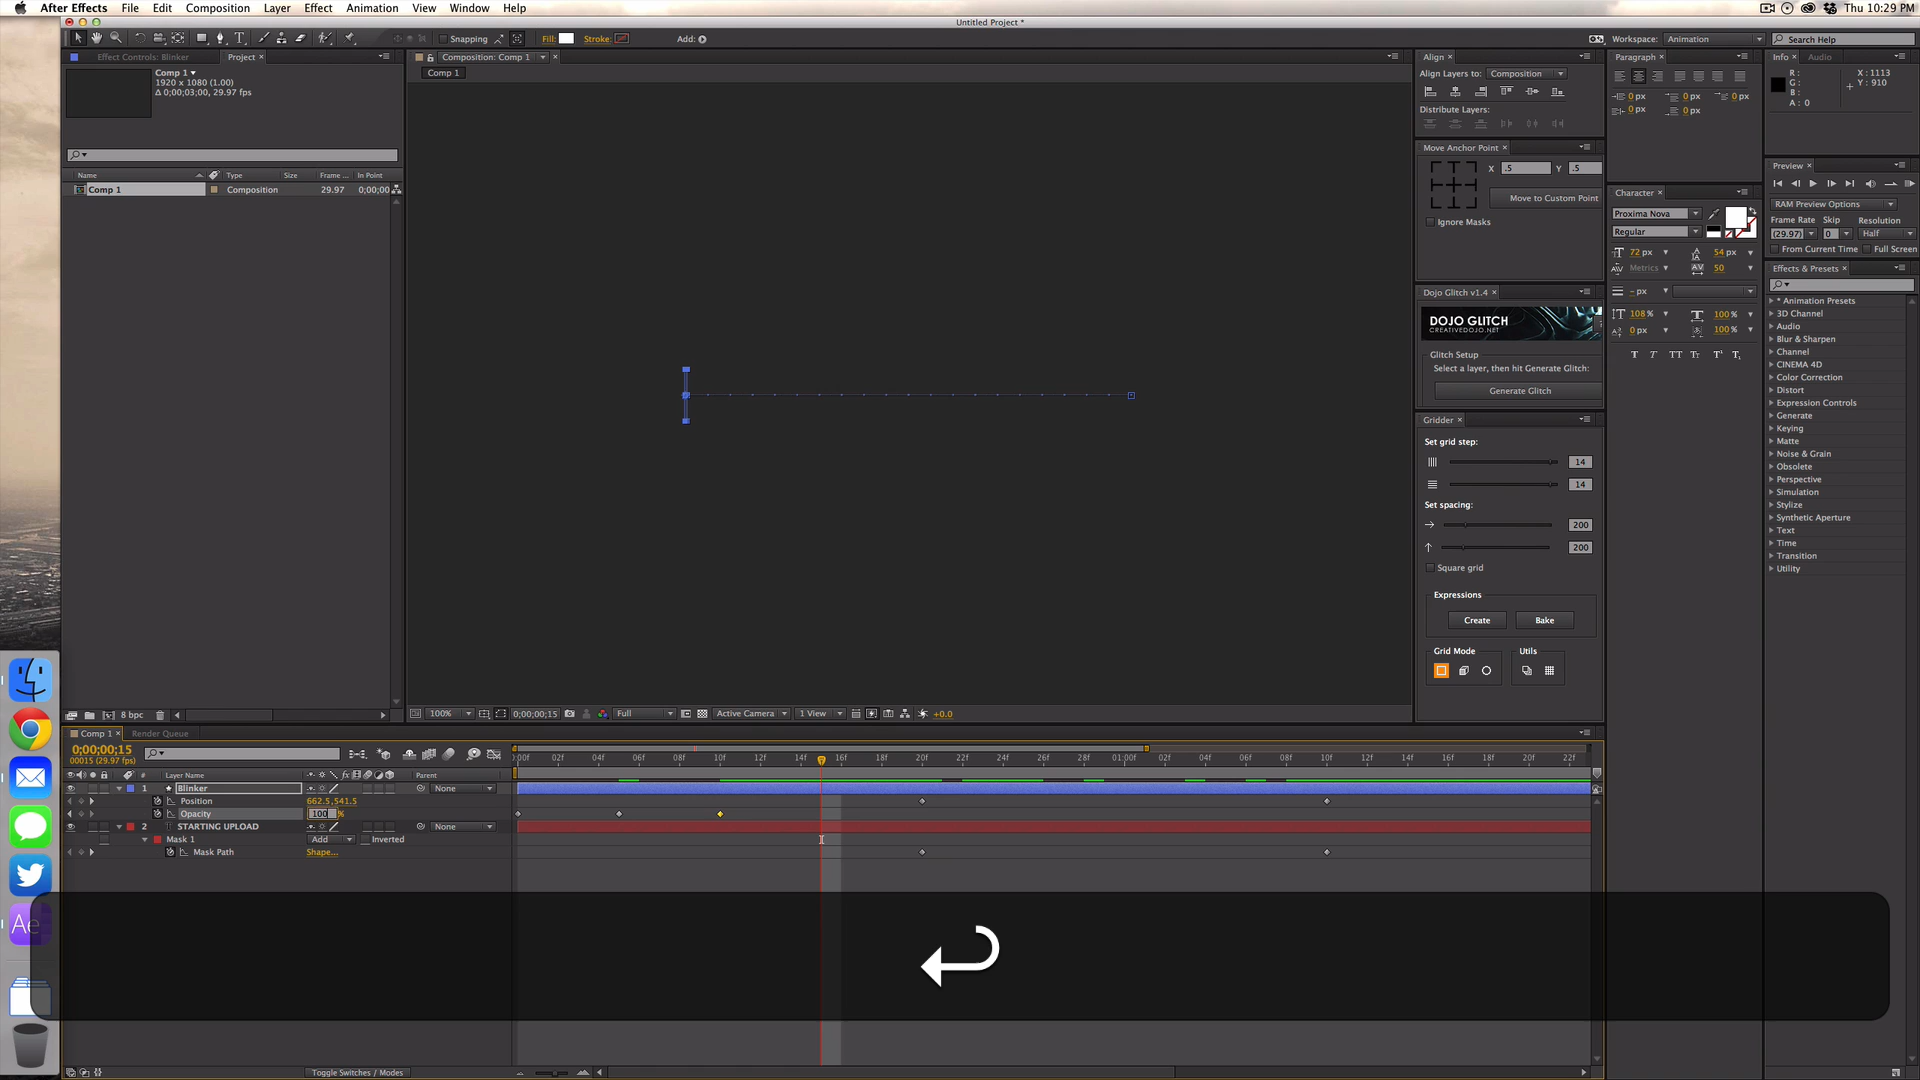 After Effects File Edit Composition Layer Effect Animation View Window Help Thu 10:29 PM
Untitled Project *
Snapping Fill: Stroke: Add: Workspace: Animation Search Help
Effect Controls: Blinker Project
Composition: Comp 1
Comp 1
Comp 1
1920 x 1080 (1.00)
Δ 0;00;03;00, 29.97 fps
Name Type Size Frame ... In Point
Comp 1 Composition 29.97 0;00;00
8 bpc
100% 0;00;00;15 Full Active Camera 1 View +0.0
Align
Align Layers to: Composition
Distribute Layers:
Move Anchor Point
X .5 Y .5
Move to Custom Point
Ignore Masks
Dojo Glitch v1.4
DOJO GLITCH
CREATIVEDOJO.NET
Glitch Setup
Select a layer, then hit Generate Glitch:
Generate Glitch
Gridder
Set grid step:
14
14
Set spacing:
200
200
Square grid
Expressions
Create Bake
Grid Mode Utils
Paragraph
0 px 0 px 0 px
0 px 0 px
Character
Proxima Nova
Regular
72 px 54 px
Metrics 50
- px
108 % 100 %
0 px 100 %
T T TT TT T¹ T₁
Info Audio
R : X : 1113
G : Y : 910
B :
A : 0
Preview
RAM Preview Options
Frame Rate Skip Resolution
(29.97) 0 Half
From Current Time Full Screen
Effects & Presets
* Animation Presets
3D Channel
Audio
Blur & Sharpen
Channel
CINEMA 4D
Color Correction
Distort
Expression Controls
Generate
Keying
Matte
Noise & Grain
Obsolete
Perspective
Simulation
Stylize
Synthetic Aperture
Text
Time
Transition
Utility
Comp 1 Render Queue
0;00;00;15
00015 (29.97 fps)
:00f 02f 04f 06f 08f 10f 12f 14f 16f 18f 20f 22f 24f 26f 28f 01:00f 02f 04f 06f 08f 10f 12f 14f 16f 18f 20f 22f
# Layer Name fx Parent
1 Blinker None
Position 662.5,541.5
Opacity 100 %
2 STARTING UPLOAD None
Mask 1 Add Inverted
Mask Path Shape...
Ae
Toggle Switches / Modes